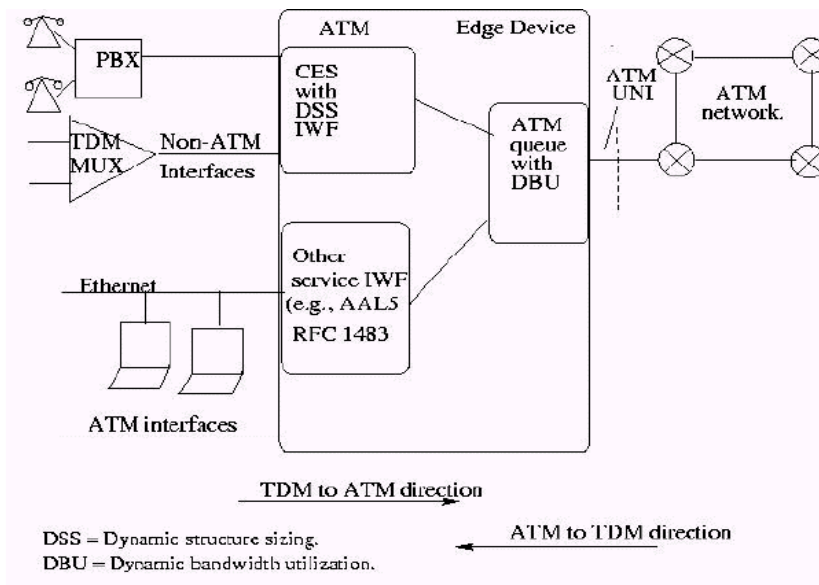 ATM
Edge Device
PBX
CES
with
DSS
IWF
ATM
UNI
ATM
network.
ATM
queue
with
DBU
TDM
MUX
Non-ATM
Interfaces
Other
service IWF
(e.g., AAL5
RFC 1483
Ethernet
ATM interfaces
TDM to ATM direction
ATM to TDM direction
DSS = Dynamic structure sizing.
DBU = Dynamic bandwidth utilization.